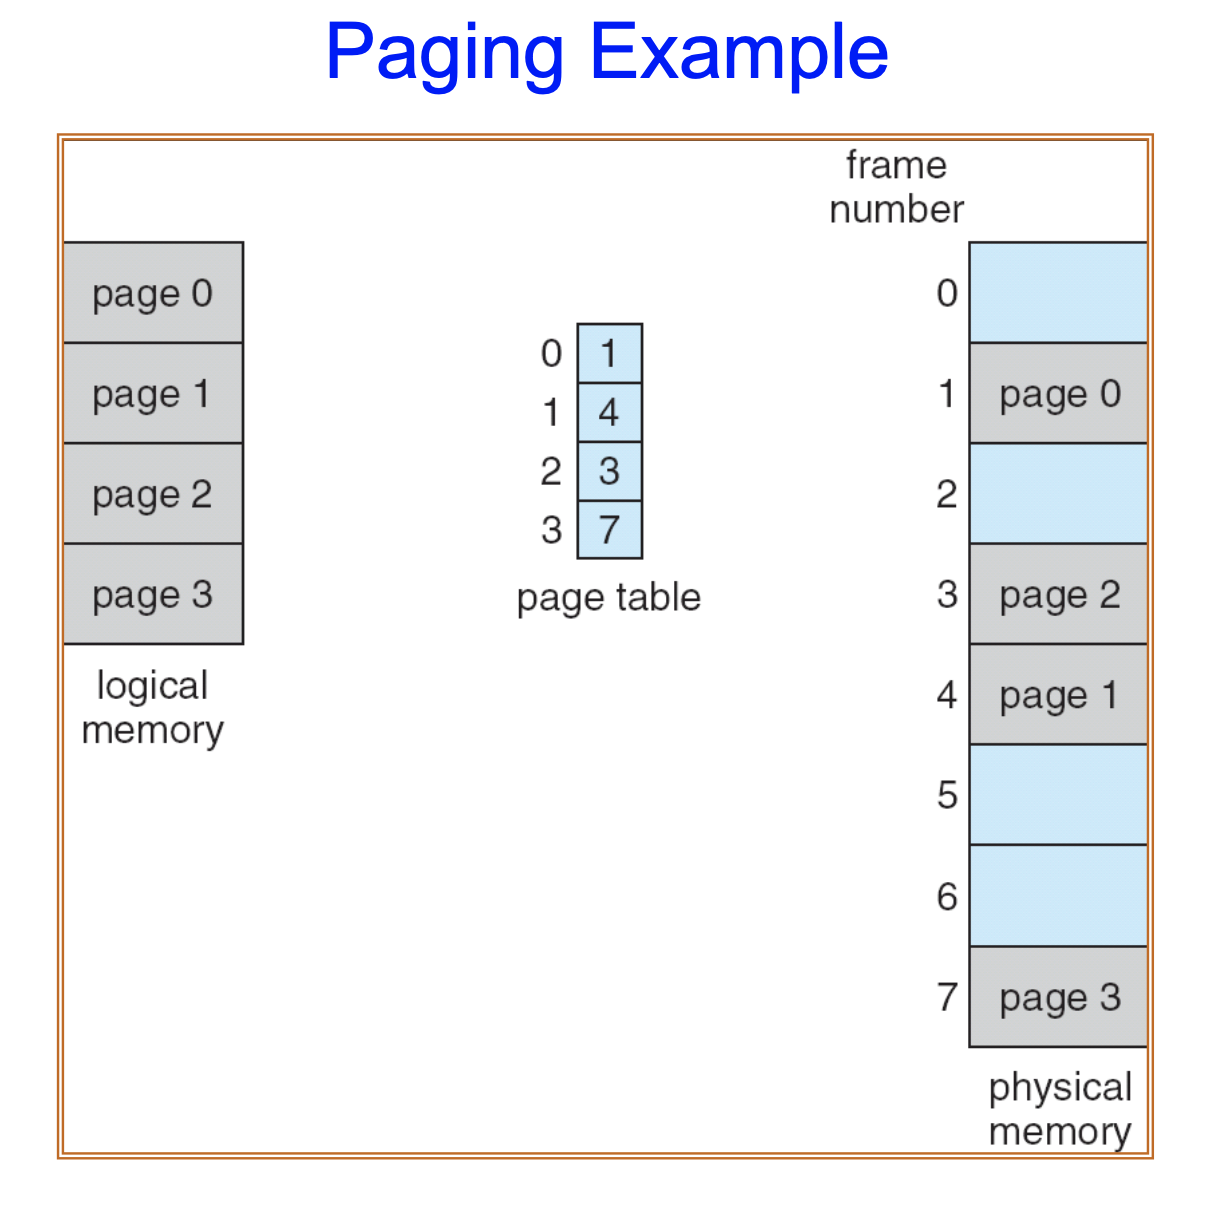 Paging Example
frame
number
page 0
page 1
page 2
page 3
logical
memory
0 1
1 4
2 3
3 7
page table
0
1 page 0
2
3 page 2
4 page 1
5
6
7 page 3
physical
memory